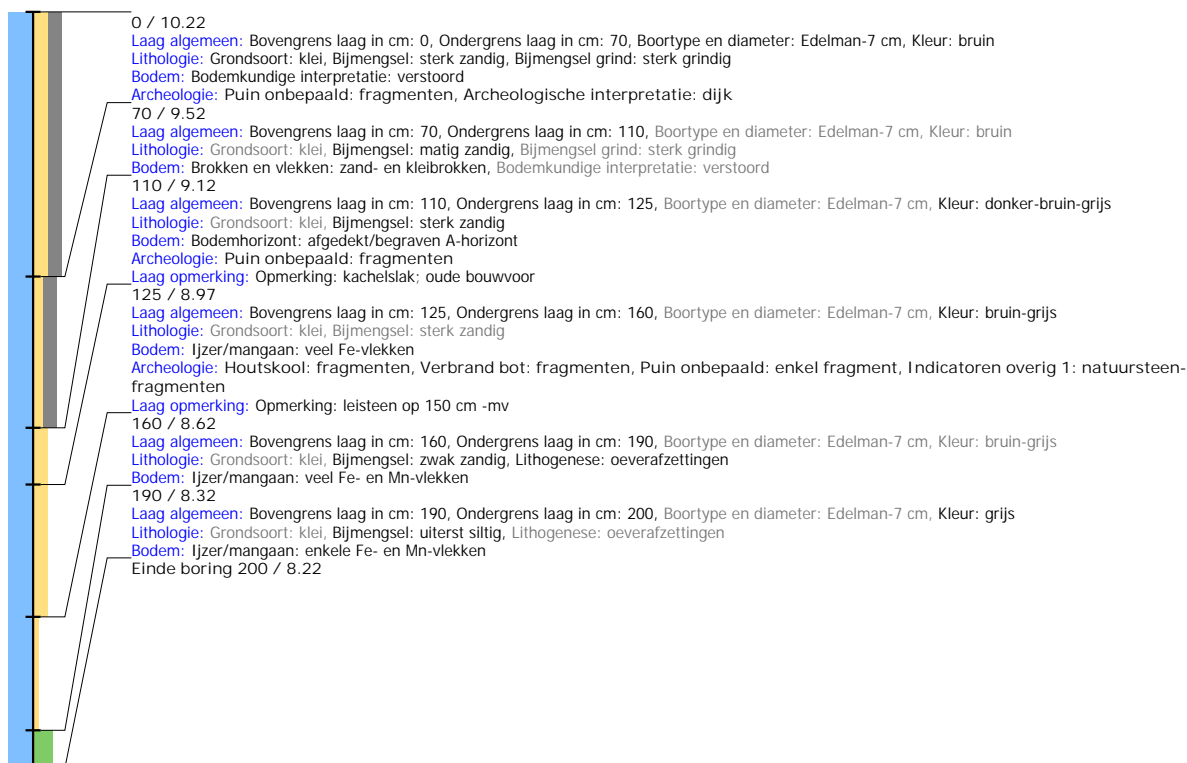 0 / 10.22
Laag algemeen: Bovengrens laag in cm: 0, Ondergrens laag in cm: 70, Boortype en diameter: Edelman-7 cm, Kleur: bruin
Lithologie: Grondsoort: klei, Bijmengsel: sterk zandig, Bijmengsel grind: sterk grindig
Bodem: Bodemkundige interpretatie: verstoord
Archeologie: Puin onbepaald: fragmenten, Archeologische interpretatie: dijk
70 / 9.52
Laag algemeen: Bovengrens laag in cm: 70, Ondergrens laag in cm: 110, Boortype en diameter: Edelman-7 cm, Kleur: bruin
Lithologie: Grondsoort: klei, Bijmengsel: matig zandig, Bijmengsel grind: sterk grindig
Bodem: Brokken en vlekken: zand- en kleibrokken, Bodemkundige interpretatie: verstoord
110 / 9.12
Laag algemeen: Bovengrens laag in cm: 110, Ondergrens laag in cm: 125, Boortype en diameter: Edelman-7 cm, Kleur: donker-bruin-grijs
Lithologie: Grondsoort: klei, Bijmengsel: sterk zandig
Bodem: Bodemhorizont: afgedekt/begraven A-horizont
Archeologie: Puin onbepaald: fragmenten
Laag opmerking: Opmerking: kachelslak; oude bouwvoor
125 / 8.97
Laag algemeen: Bovengrens laag in cm: 125, Ondergrens laag in cm: 160, Boortype en diameter: Edelman-7 cm, Kleur: bruin-grijs
Lithologie: Grondsoort: klei, Bijmengsel: sterk zandig
Bodem: Ijzer/mangaan: veel Fe-vlekken
Archeologie: Houtskool: fragmenten, Verbrand bot: fragmenten, Puin onbepaald: enkel fragment, Indicatoren overig 1: natuursteen-
fragmenten
Laag opmerking: Opmerking: leisteen op 150 cm -mv
160 / 8.62
Laag algemeen: Bovengrens laag in cm: 160, Ondergrens laag in cm: 190, Boortype en diameter: Edelman-7 cm, Kleur: bruin-grijs
Lithologie: Grondsoort: klei, Bijmengsel: zwak zandig, Lithogenese: oeverafzettingen
Bodem: Ijzer/mangaan: veel Fe- en Mn-vlekken
190 / 8.32
Laag algemeen: Bovengrens laag in cm: 190, Ondergrens laag in cm: 200, Boortype en diameter: Edelman-7 cm, Kleur: grijs
Lithologie: Grondsoort: klei, Bijmengsel: uiterst siltig, Lithogenese: oeverafzettingen
Bodem: Ijzer/mangaan: enkele Fe- en Mn-vlekken
Einde boring 200 / 8.22